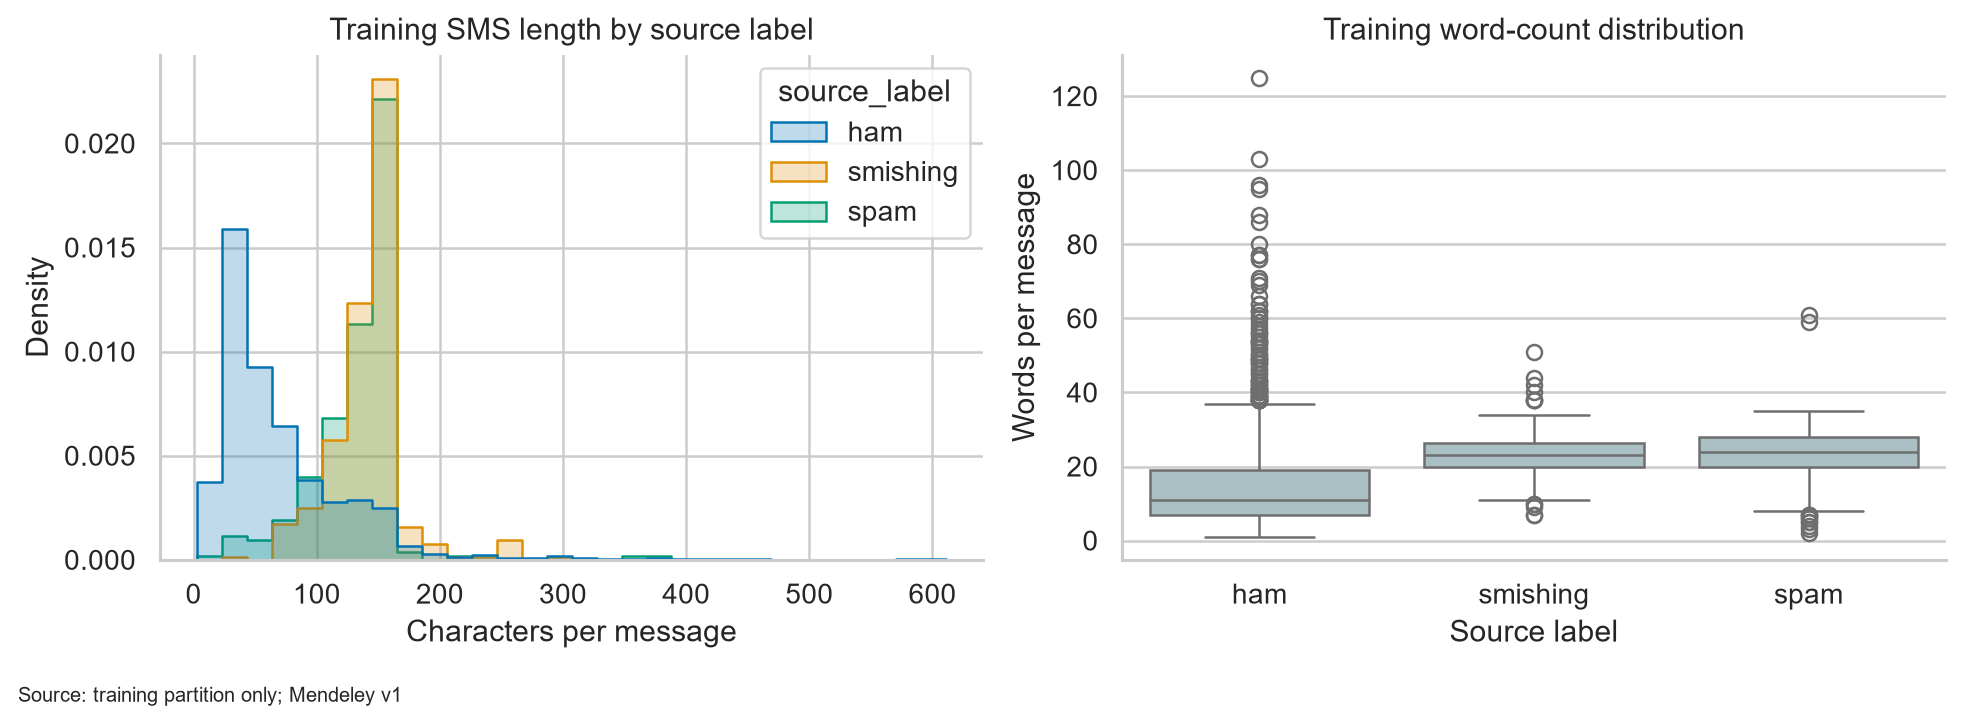 Training SMS length by source label
source_label
ham
smishing
spam
Density
0.020
0.015
0.010
0.005
0.000
0 100 200 300 400 500 600
Characters per message
Training word-count distribution
Words per message
120
100
80
60
40
20
0
ham smishing spam
Source label
Source: training partition only; Mendeley v1